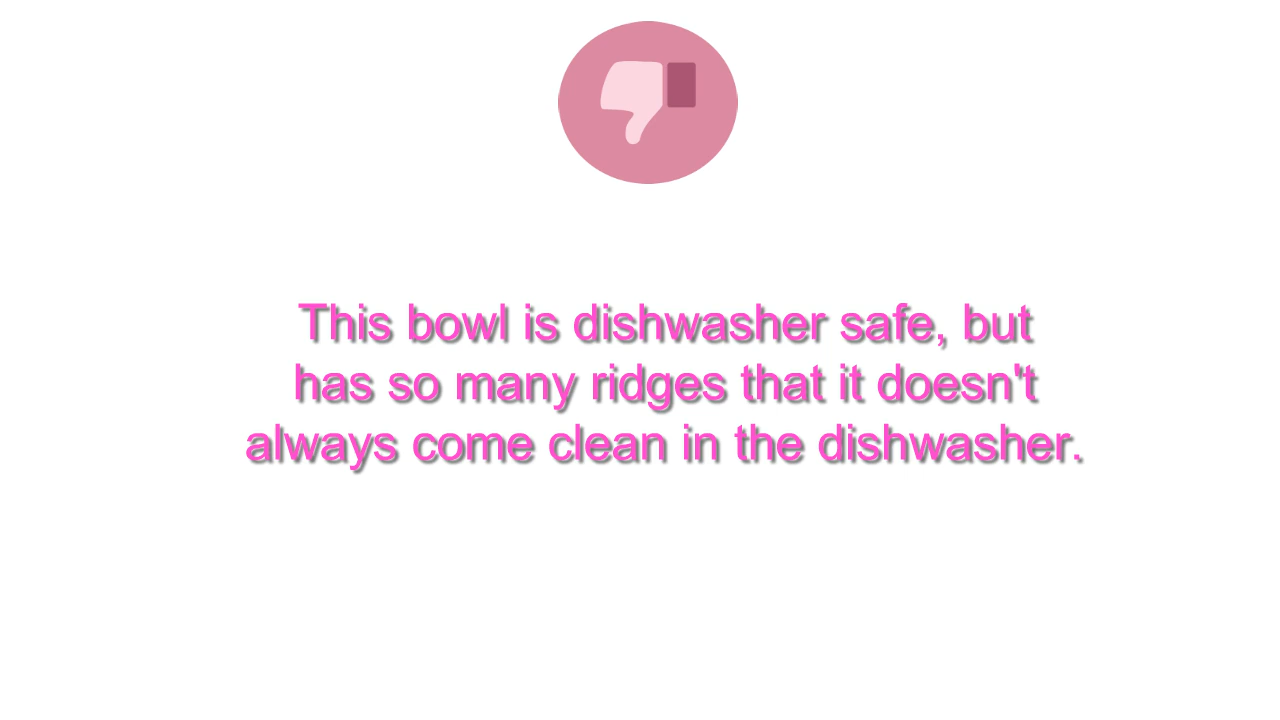 This bowl is dishwasher safe, but
has so many ridges that it doesn't
always come clean in the dishwasher.